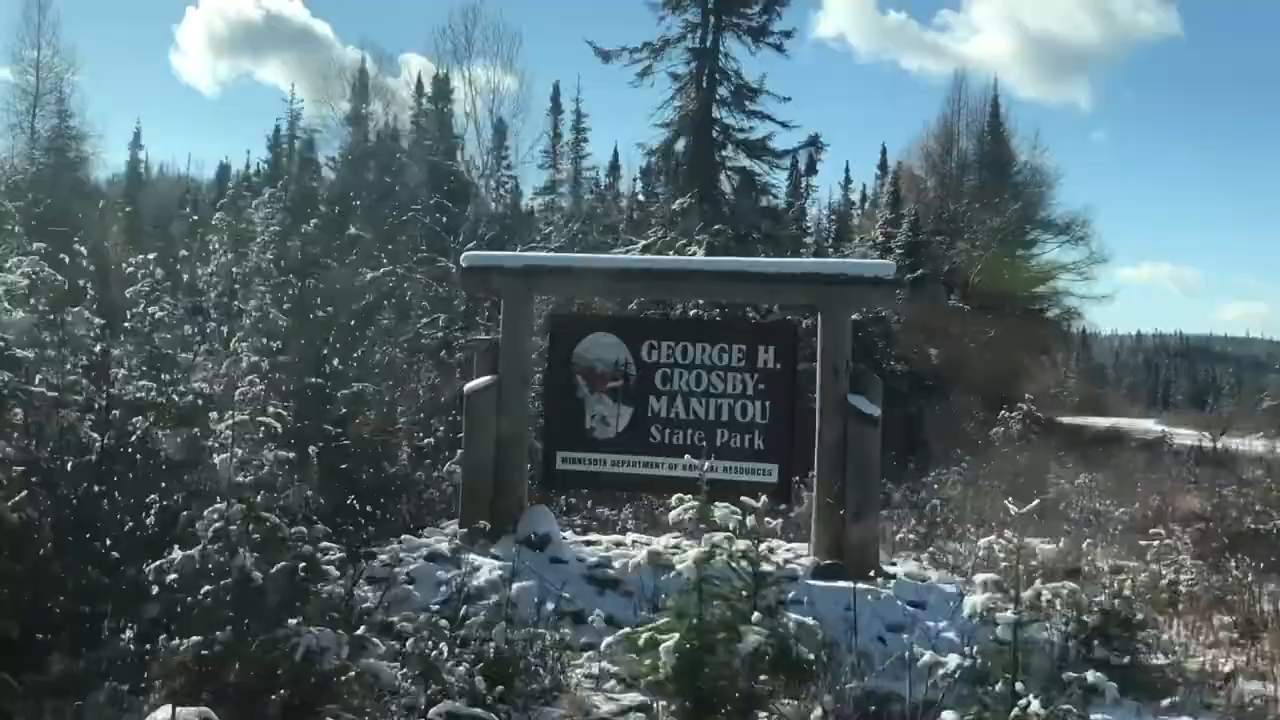 GEORGE H.
CROSBY-
MANITOU
State Park
MINNESOTA DEPARTMENT OF NATURAL RESOURCES